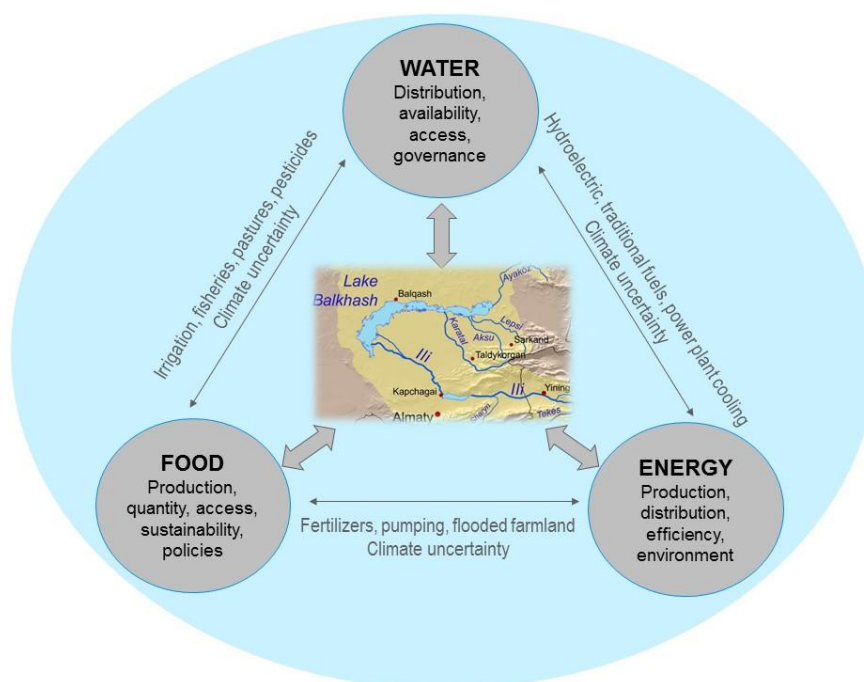 WATER
Distribution,
availability,
access,
governance
Irrigation, fisheries, pastures, pesticides
Climate uncertainty
Hydroelectric, traditional fuels, power plant cooling
Climate uncertainty
Lake
Balkhash
Balqash
Ayakoz
Karatal
Aksu
Lepsi
Sarkand
Taldykorgan
Ili
Kapchagai
Ili
Yining
Almaty
Tekes
FOOD
Production,
quantity, access,
sustainability,
policies
Fertilizers, pumping, flooded farmland
Climate uncertainty
ENERGY
Production,
distribution,
efficiency,
environment